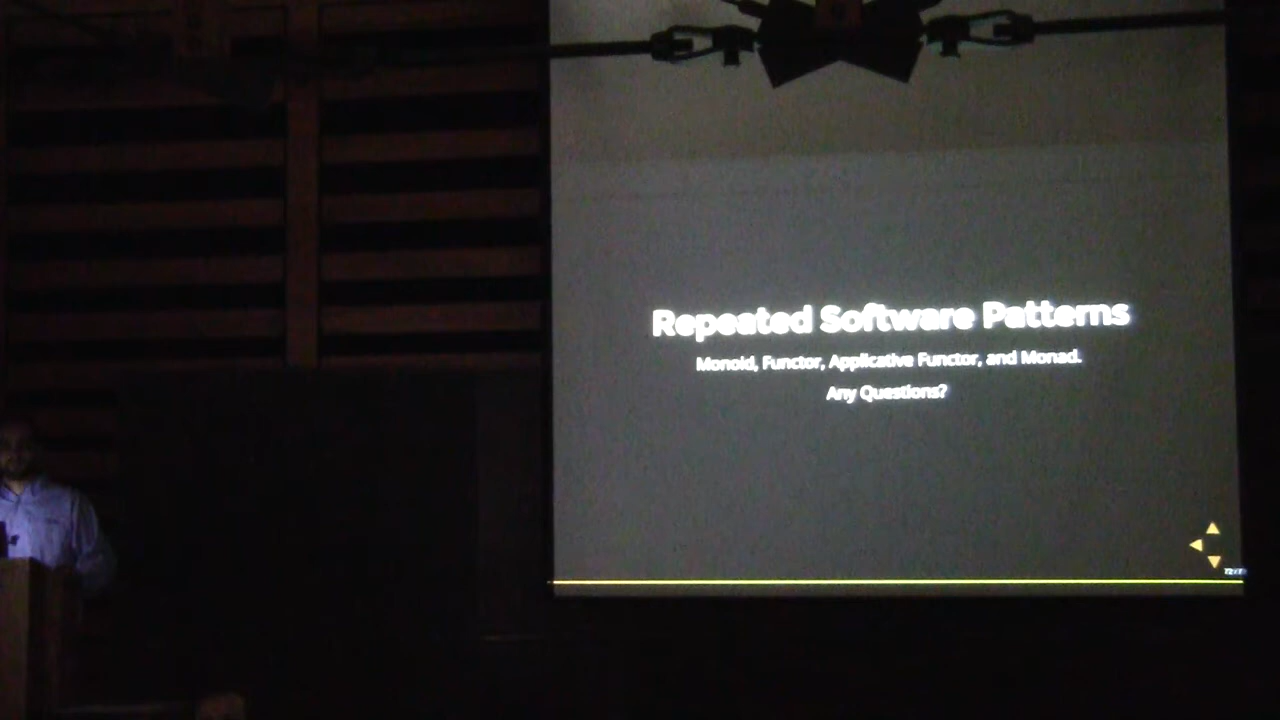 Repeated Software Patterns
Monoid, Functor, Applicative Functor, and Monad.
Any Questions?